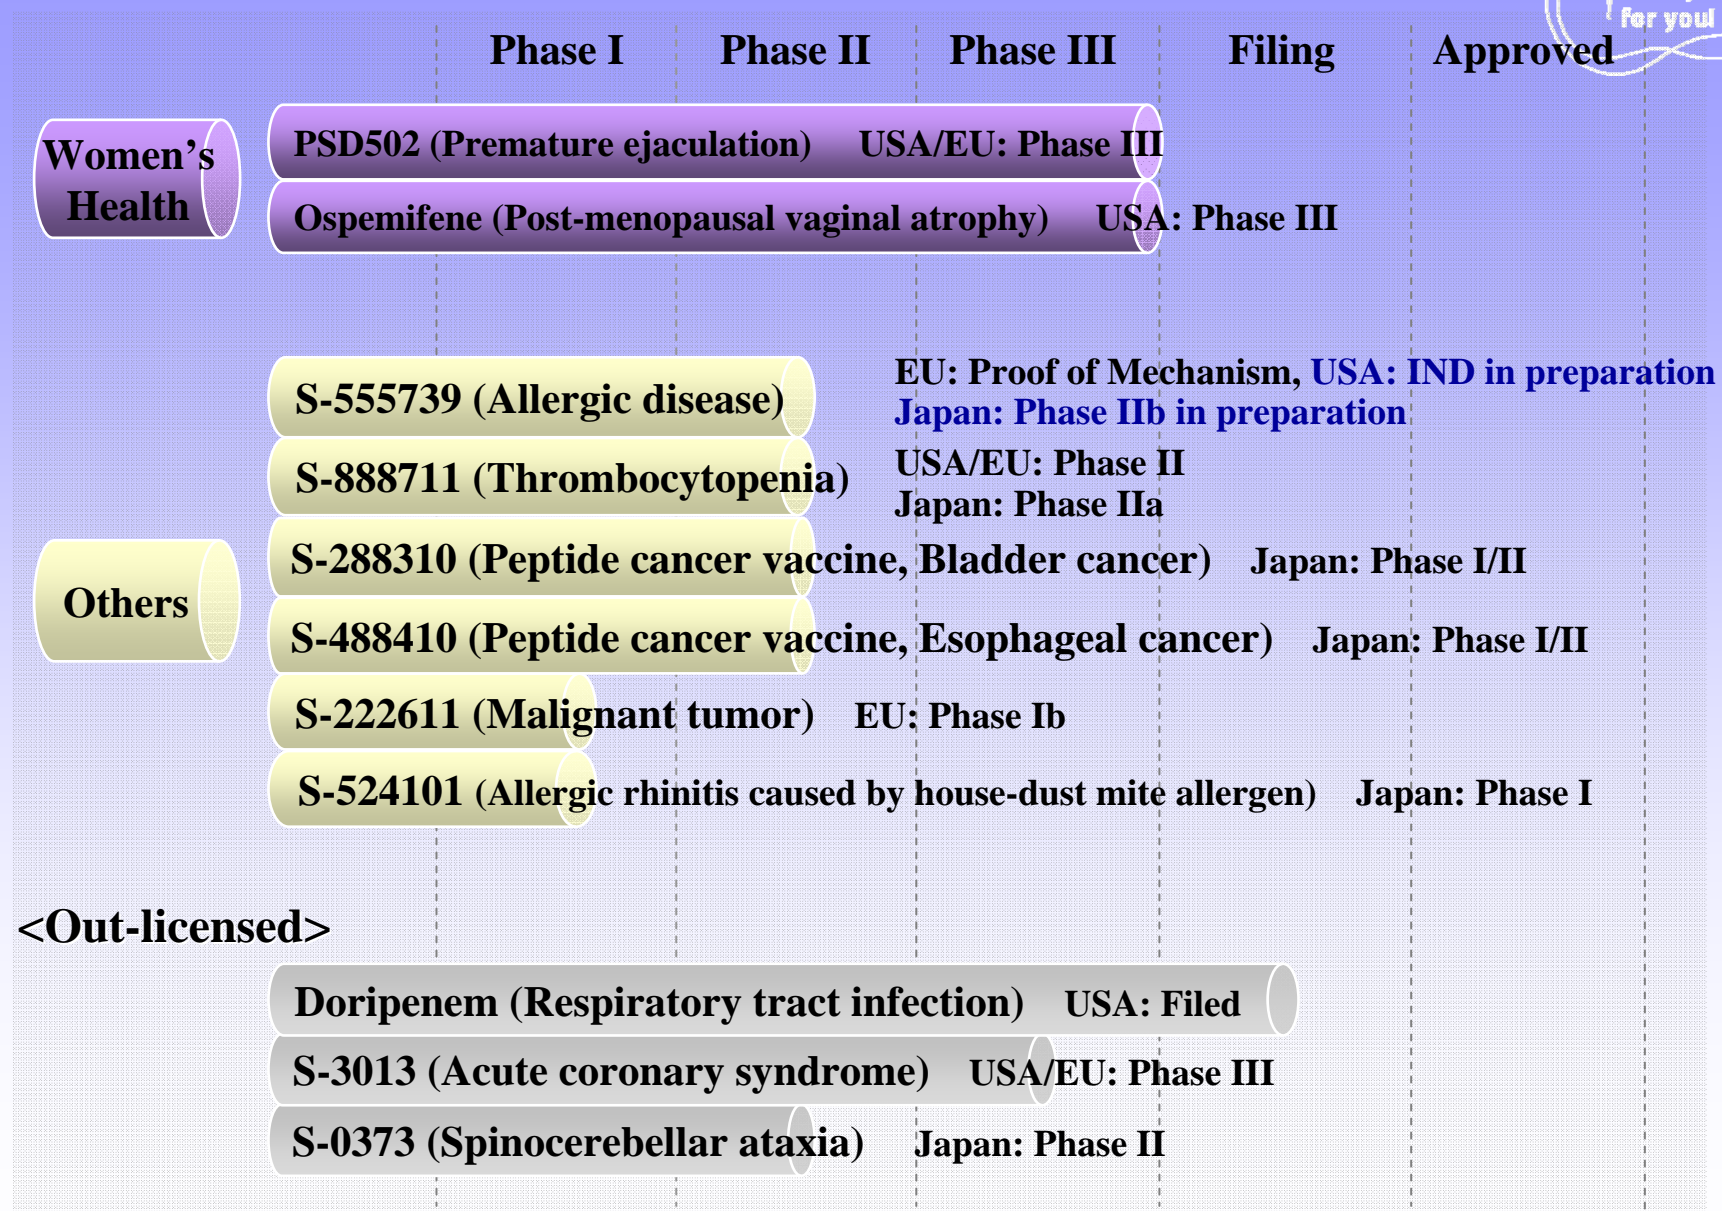 for you!
Phase I Phase II Phase III Filing Approved
Women's
Health
PSD502 (Premature ejaculation) USA/EU: Phase III
Ospemifene (Post-menopausal vaginal atrophy) USA: Phase III
S-555739 (Allergic disease)
EU: Proof of Mechanism, USA: IND in preparation
Japan: Phase IIb in preparation
S-888711 (Thrombocytopenia)
USA/EU: Phase II
Japan: Phase IIa
Others
S-288310 (Peptide cancer vaccine, Bladder cancer) Japan: Phase I/II
S-488410 (Peptide cancer vaccine, Esophageal cancer) Japan: Phase I/II
S-222611 (Malignant tumor) EU: Phase Ib
S-524101 (Allergic rhinitis caused by house-dust mite allergen) Japan: Phase I
<Out-licensed>
Doripenem (Respiratory tract infection) USA: Filed
S-3013 (Acute coronary syndrome) USA/EU: Phase III
S-0373 (Spinocerebellar ataxia) Japan: Phase II